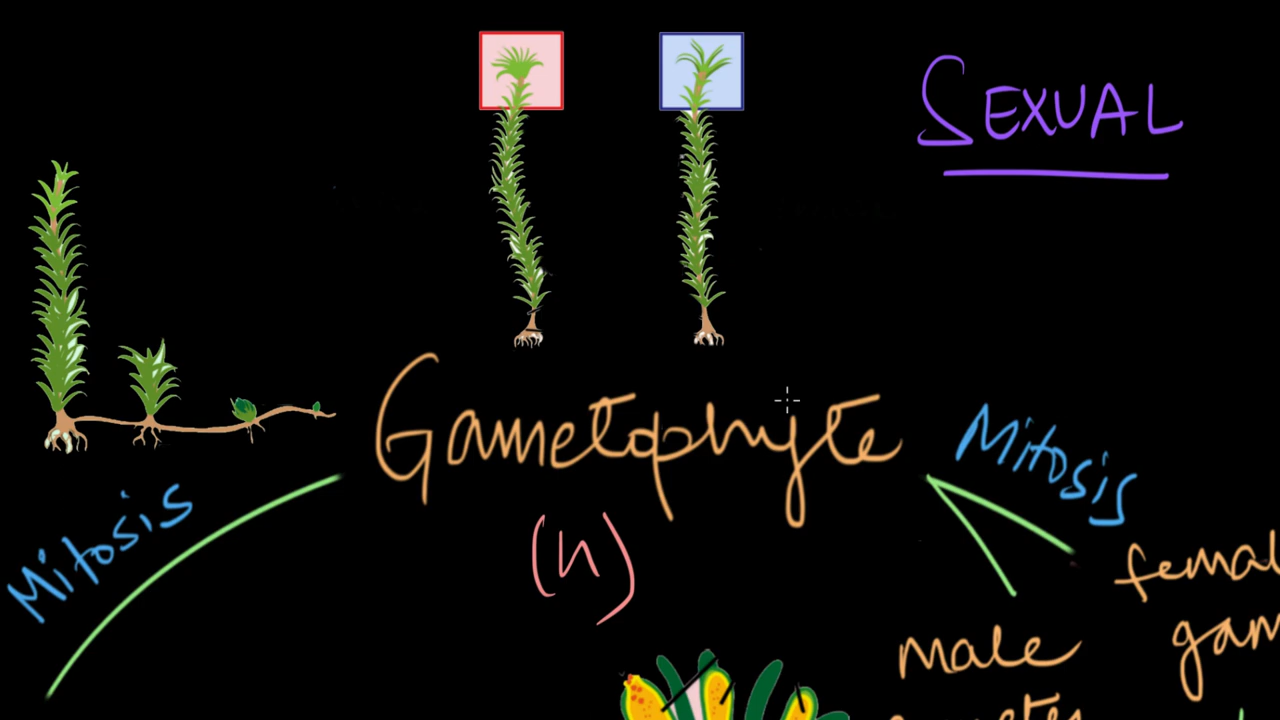 SEXUAL
Gametophyte
Mitosis
Mitosis
(n)
femal
male
gam